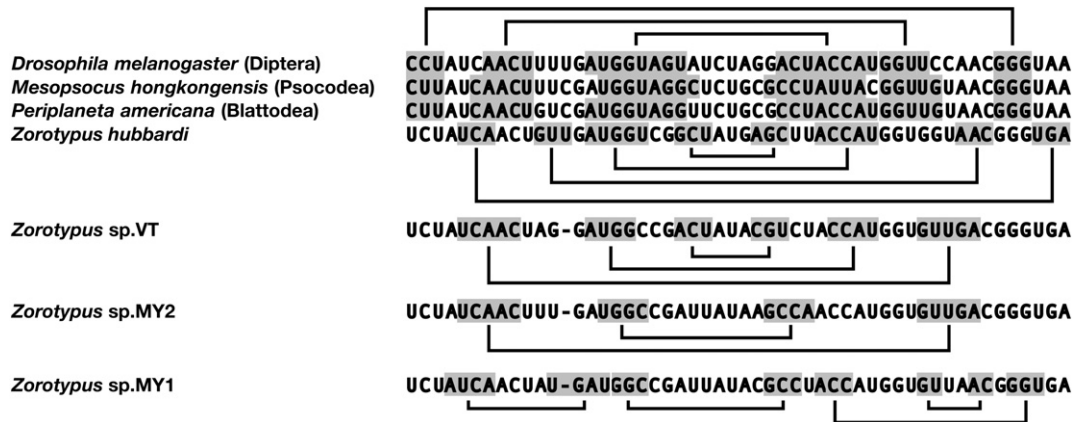 Drosophila melanogaster (Diptera) CCUAUCAACUUUUGAUGGUAGUAUCUAGGACUACCAUGGUUCCAACGGGUAA
Mesopsocus hongkongensis (Psocodea) CUUAUCAACUUUCGAUGGUAGGCUCUGCGCCUAUUACGGUUGUAACGGGUAA
Periplaneta americana (Blattodea) CUUAUCAACUGUCGAUGGUAGGUUCUGCGCCUACCAUGGUUGUAACGGGUAA
Zorotypus hubbardi UCUAUCAACUGUUGAUGGUCGGCUAUGAGCUUACCAUGGUGGUAACGGGUGA
Zorotypus sp.VT UCUAUCAACUAG-GAUGGCCGACUAUACGUCUACCAUGGUGUUGACGGGUGA
Zorotypus sp.MY2 UCUAUCAACUUU-GAUGGCCGAUUAUAAGCCAACCAUGGUGUUGACGGGUGA
Zorotypus sp.MY1 UCUAUCAACUAU-GAUGGCCGAUUAUACGCCUACCAUGGUGUUAACGGGUGA